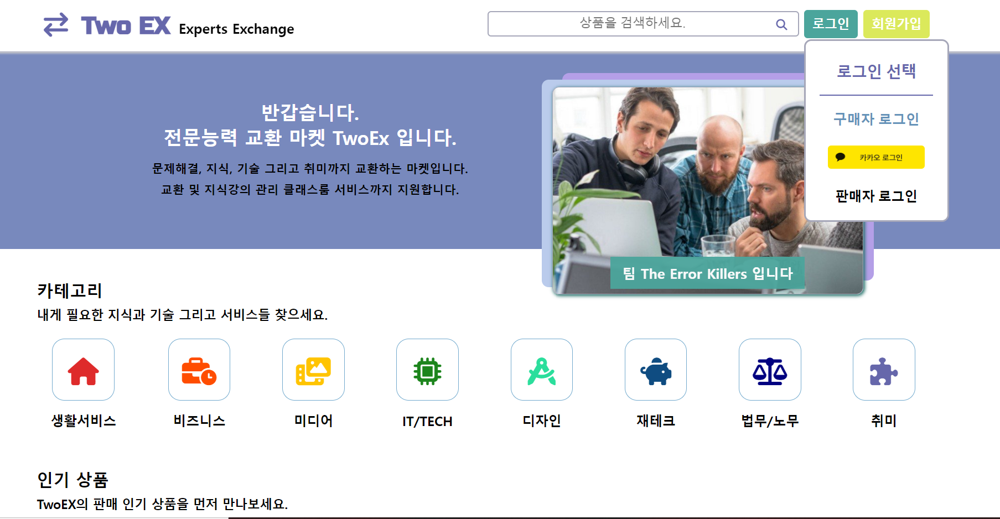 Two EX Experts Exchange
상품을 검색하세요.
로그인
회원가입
로그인 선택
구매자 로그인
카카오 로그인
판매자 로그인
반갑습니다.
전문능력 교환 마켓 TwoEx 입니다.
문제해결, 지식, 기술 그리고 취미까지 교환하는 마켓입니다.
교환 및 지식강의 관리 클래스룸 서비스까지 지원합니다.
팀 The Error Killers 입니다
카테고리
내게 필요한 지식과 기술 그리고 서비스들 찾으세요.
생활서비스
비즈니스
미디어
IT/TECH
디자인
재테크
법무/노무
취미
인기 상품
TwoEX의 판매 인기 상품을 먼저 만나보세요.